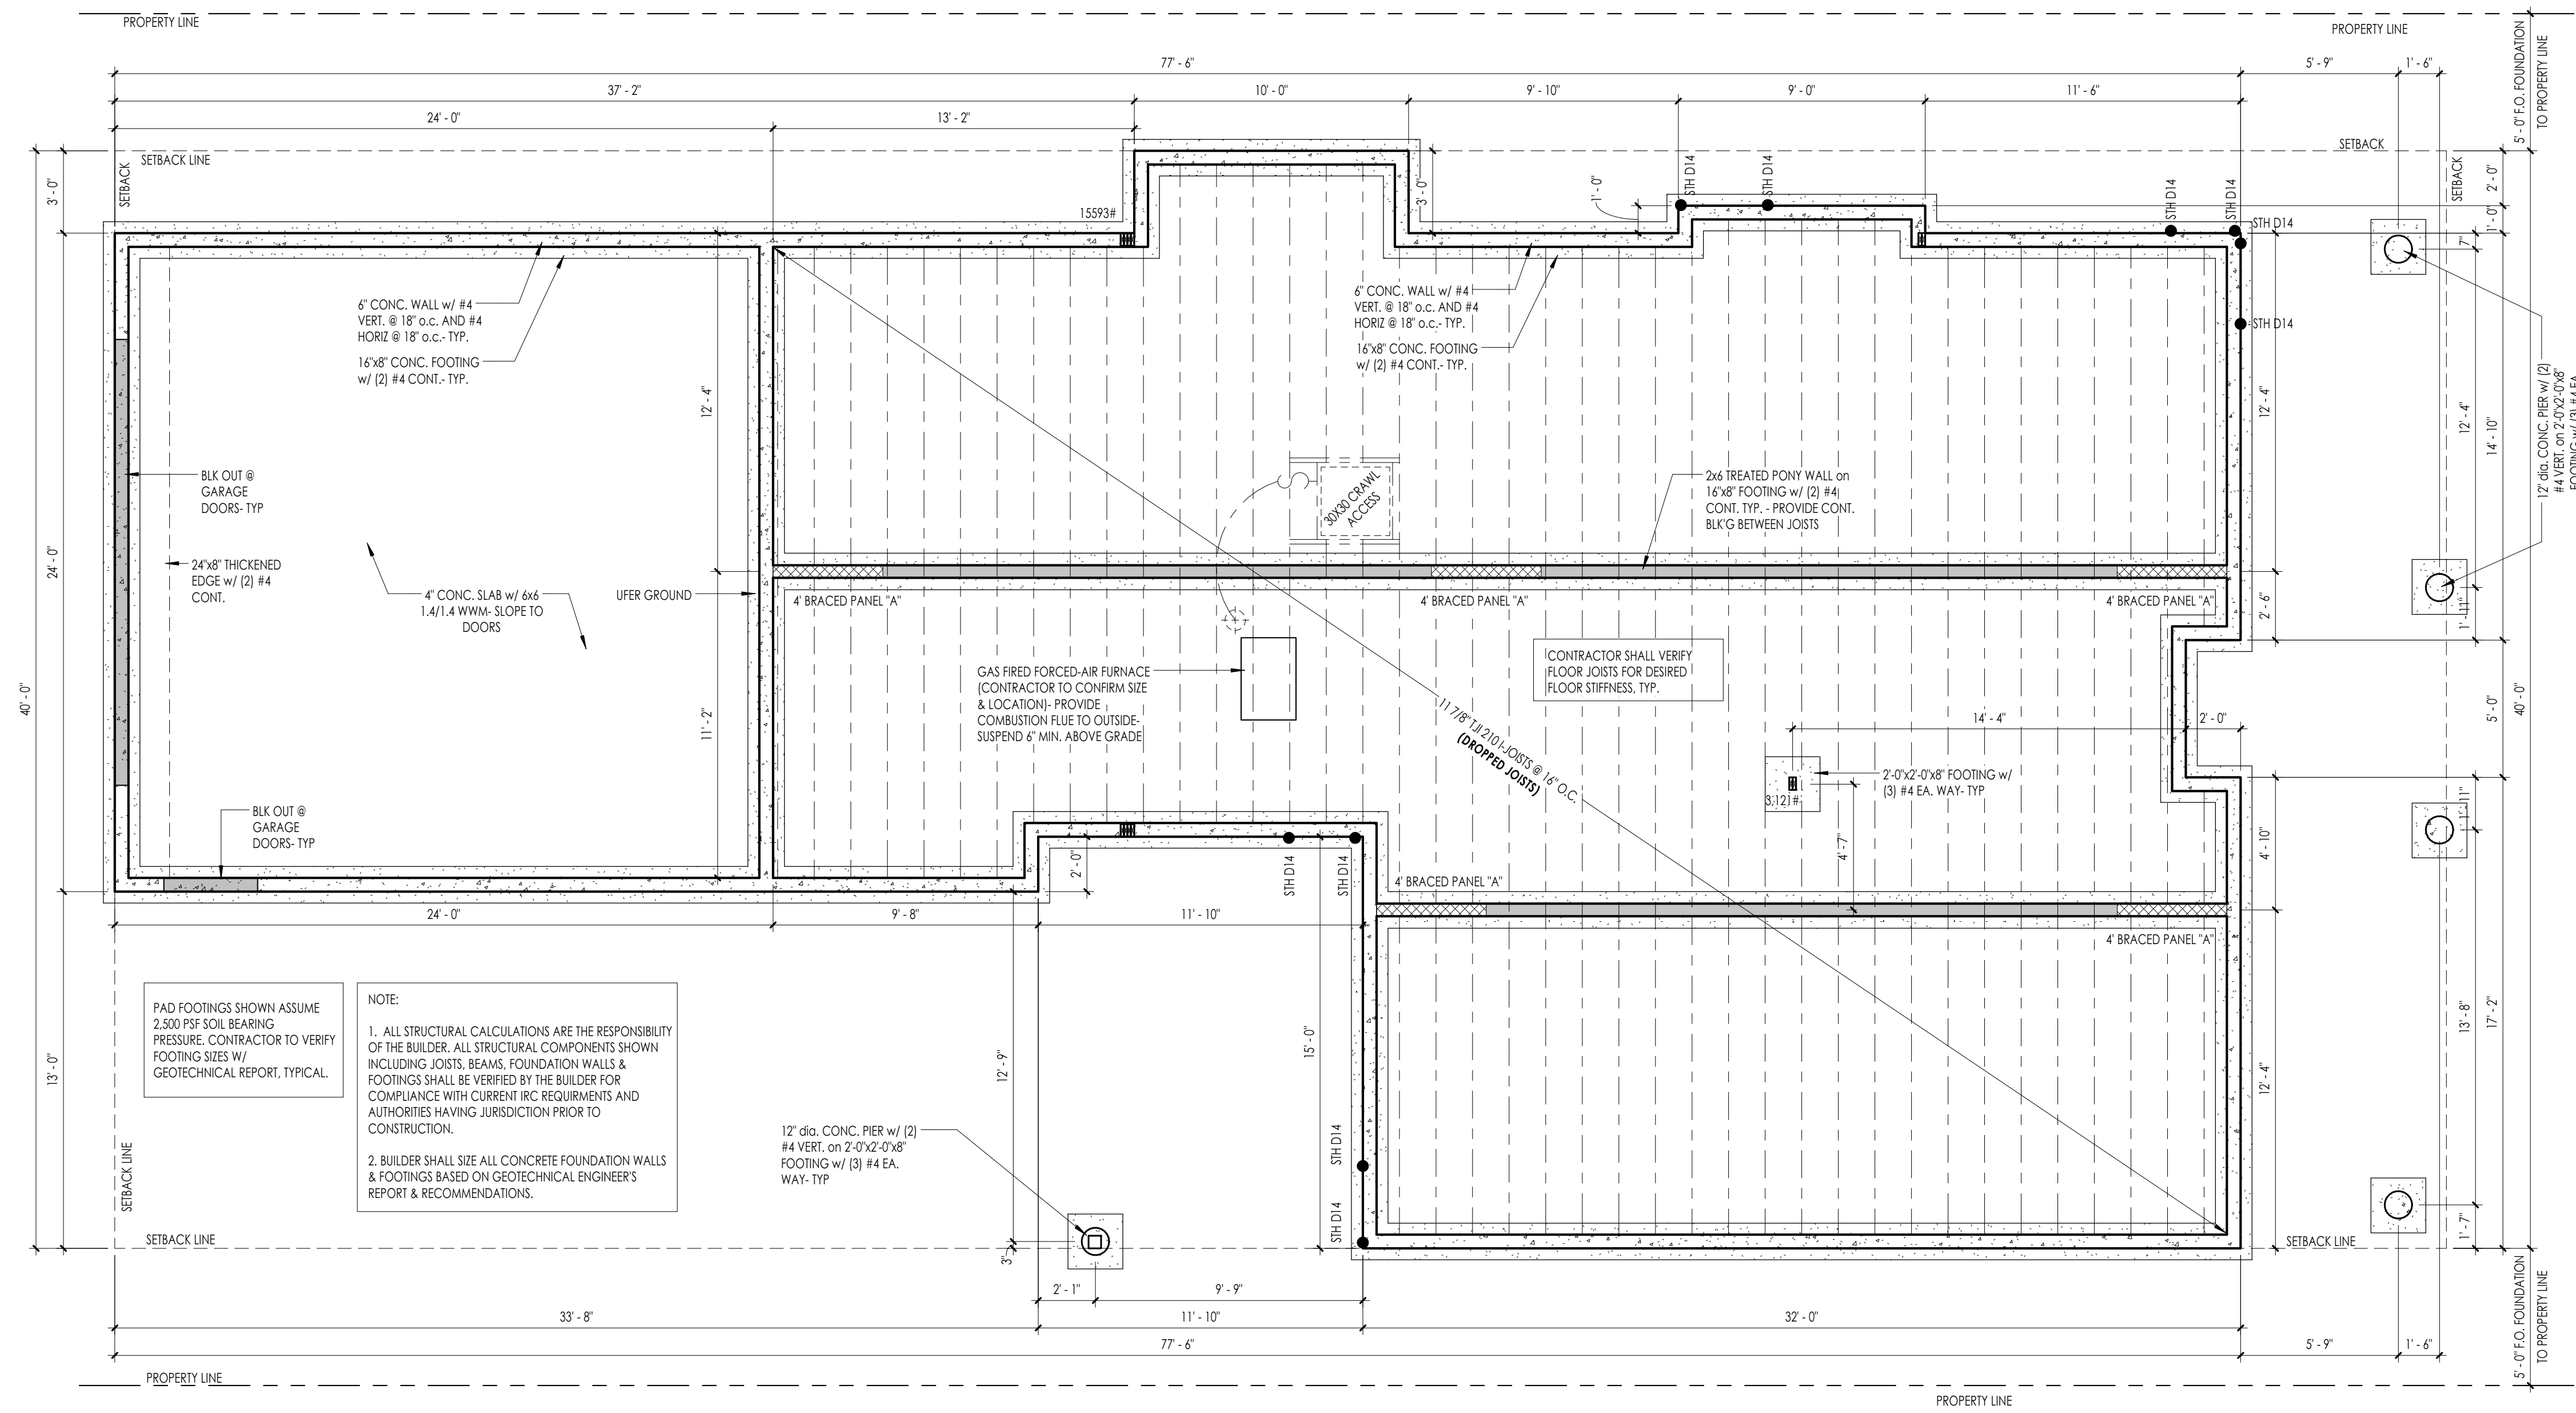 PROPERTY LINE
PROPERTY LINE
77' - 6"
5' - 9"
1' - 6"
5' - 0" F.O. FOUNDATION
TO PROPERTY LINE
37' - 2"
10' - 0"
9' - 10"
9' - 0"
11' - 6"
24' - 0"
13' - 2"
SETBACK LINE
SETBACK
SETBACK
SETBACK
3' - 0"
3' - 0"
1' - 0"
15593#
STH D14
STH D14
STH D14
STH D14
STH D14
STH D14
2' - 0"
1' - 0"
7"
6" CONC. WALL w/ #4
VERT. @ 18" o.c. AND #4
HORIZ @ 18" o.c.- TYP.
16"x8" CONC. FOOTING
w/ (2) #4 CONT.- TYP.
6" CONC. WALL w/ #4
VERT. @ 18" o.c. AND #4
HORIZ @ 18" o.c.- TYP.
16"x8" CONC. FOOTING
w/ (2) #4 CONT.- TYP.
12' - 4"
12' - 4"
12' - 4"
14' - 10"
12" dia. CONC. PIER w/ (2)
#4 VERT. on 2'-0"x2'-0"x8"
FOOTING w/ (3) #4 EA.
BLK OUT @
GARAGE
DOORS- TYP
30X30 CRAWL
ACCESS
2x6 TREATED PONY WALL on
16"x8" FOOTING w/ (2) #4
CONT. TYP. - PROVIDE CONT.
BLK'G BETWEEN JOISTS
24' - 0"
40' - 0"
24"x8" THICKENED
EDGE w/ (2) #4
CONT.
4" CONC. SLAB w/ 6x6
1.4/1.4 WWM- SLOPE TO
DOORS
UFER GROUND
4' BRACED PANEL "A"
4' BRACED PANEL "A"
4' BRACED PANEL "A"
2' - 6"
1' - 11"
11' - 2"
GAS FIRED FORCED-AIR FURNACE
(CONTRACTOR TO CONFIRM SIZE
& LOCATION)- PROVIDE
COMBUSTION FLUE TO OUTSIDE-
SUSPEND 6" MIN. ABOVE GRADE
CONTRACTOR SHALL VERIFY
FLOOR JOISTS FOR DESIRED
FLOOR STIFFNESS, TYP.
11 7/8" TJI 210 I-JOISTS @ 16" O.C.
(DROPPED JOISTS)
14' - 4"
2' - 0"
5' - 0"
40' - 0"
2'-0"x2'-0"x8" FOOTING w/
(3) #4 EA. WAY- TYP
3,121#
BLK OUT @
GARAGE
DOORS- TYP
4' - 7"
4' - 10"
1' - 11"
2' - 0"
STH D14
STH D14
4' BRACED PANEL "A"
24' - 0"
9' - 8"
11' - 10"
4' BRACED PANEL "A"
PAD FOOTINGS SHOWN ASSUME
2,500 PSF SOIL BEARING
PRESSURE. CONTRACTOR TO VERIFY
FOOTING SIZES W/
GEOTECHNICAL REPORT, TYPICAL.
NOTE:
1. ALL STRUCTURAL CALCULATIONS ARE THE RESPONSIBILITY
OF THE BUILDER. ALL STRUCTURAL COMPONENTS SHOWN
INCLUDING JOISTS, BEAMS, FOUNDATION WALLS &
FOOTINGS SHALL BE VERIFIED BY THE BUILDER FOR
COMPLIANCE WITH CURRENT IRC REQUIRMENTS AND
AUTHORITIES HAVING JURISDICTION PRIOR TO
CONSTRUCTION.
2. BUILDER SHALL SIZE ALL CONCRETE FOUNDATION WALLS
& FOOTINGS BASED ON GEOTECHNICAL ENGINEER'S
REPORT & RECOMMENDATIONS.
13' - 0"
12' - 9"
15' - 0"
12' - 4"
13' - 8"
17' - 2"
12" dia. CONC. PIER w/ (2)
#4 VERT. on 2'-0"x2'-0"x8"
FOOTING w/ (3) #4 EA.
WAY- TYP
STH D14
STH D14
SETBACK LINE
SETBACK LINE
SETBACK LINE
3"
1' - 7"
2' - 1"
9' - 9"
33' - 8"
11' - 10"
32' - 0"
77' - 6"
5' - 9"
1' - 6"
5' - 0" F.O. FOUNDATION
TO PROPERTY LINE
PROPERTY LINE
PROPERTY LINE